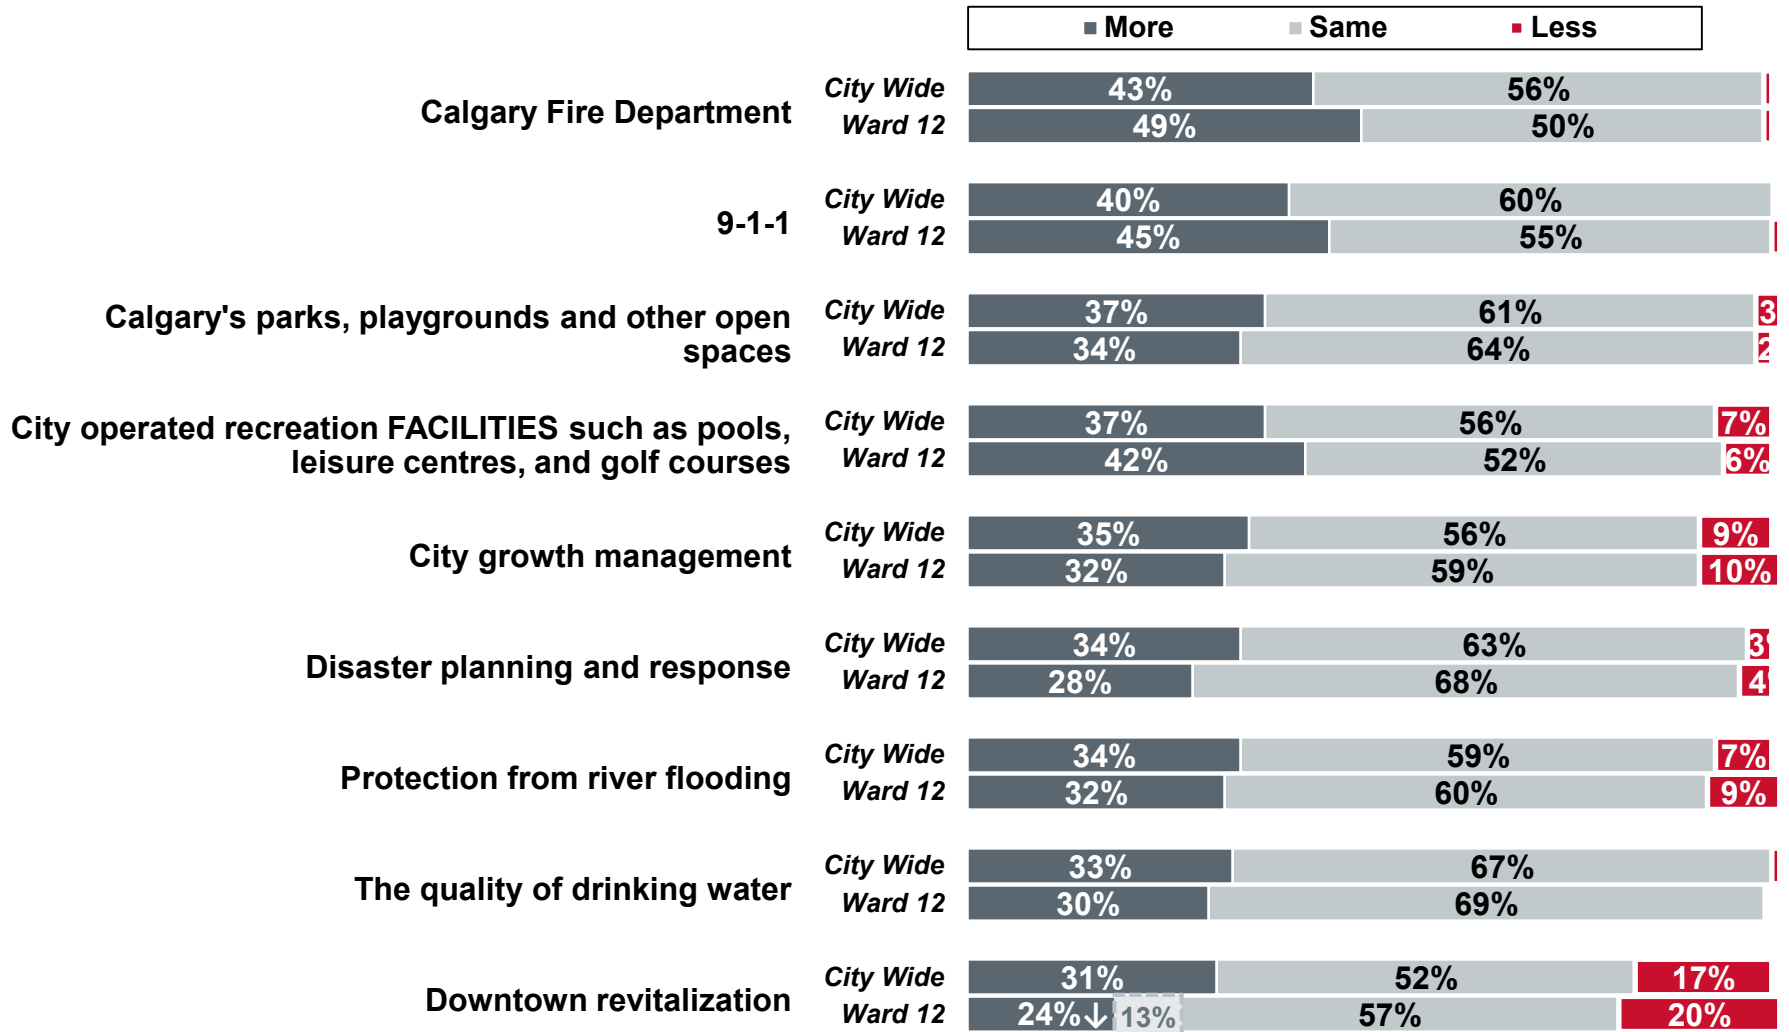 More Same Less
City Wide 43% 56%
Calgary Fire Department
Ward 12 49% 50%
City Wide 40% 60%
9-1-1
Ward 12 45% 55%
City Wide 37% 61% 3
Calgary's parks, playgrounds and other open
spaces
Ward 12 34% 64% 2
City Wide 37% 56% 7%
City operated recreation FACILITIES such as pools,
leisure centres, and golf courses
Ward 12 42% 52% 6%
City Wide 35% 56% 9%
City growth management
Ward 12 32% 59% 10%
City Wide 34% 63% 3%
Disaster planning and response
Ward 12 28% 68% 4%
City Wide 34% 59% 7%
Protection from river flooding
Ward 12 32% 60% 9%
City Wide 33% 67%
The quality of drinking water
Ward 12 30% 69%
City Wide 31% 52% 17%
Downtown revitalization
Ward 12 24%↓ 13% 57% 20%